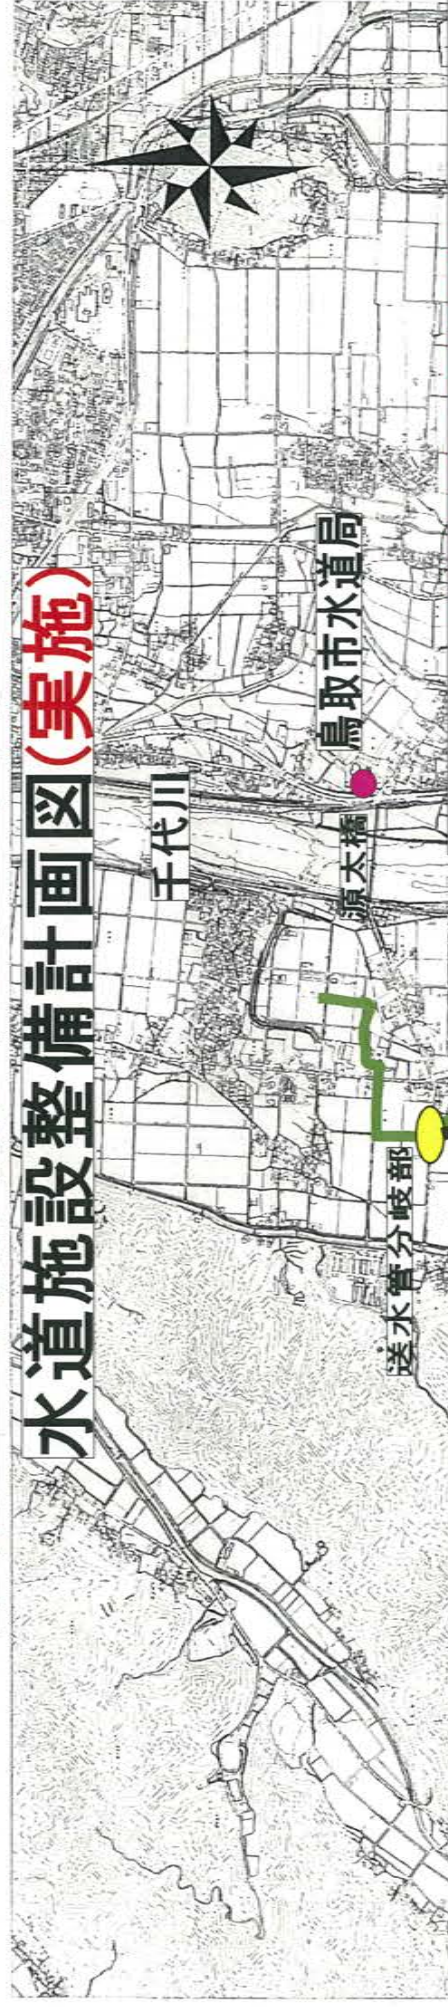 水道施設整備計画図(実施)
千代川
鳥取市水道局
源太橋
送水管分岐部